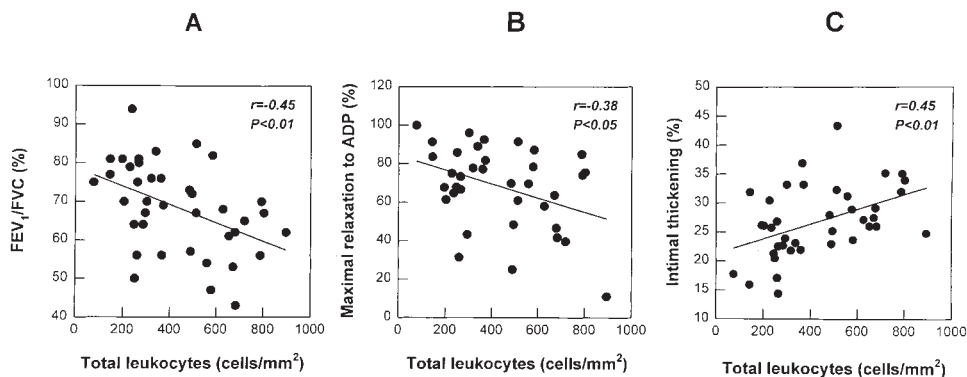 A
FEV1/FVC (%)
100
90
80
70
60
50
40
r=-0.45
P<0.01
0 200 400 600 800 1000
Total leukocytes (cells/mm2)
B
Maximal relaxation to ADP (%)
120
100
80
60
40
20
0
r=-0.38
P<0.05
0 200 400 600 800 1000
Total leukocytes (cells/mm2)
C
Intimal thickening (%)
50
45
40
35
30
25
20
15
10
r=0.45
P<0.01
0 200 400 600 800 1000
Total leukocytes (cells/mm2)